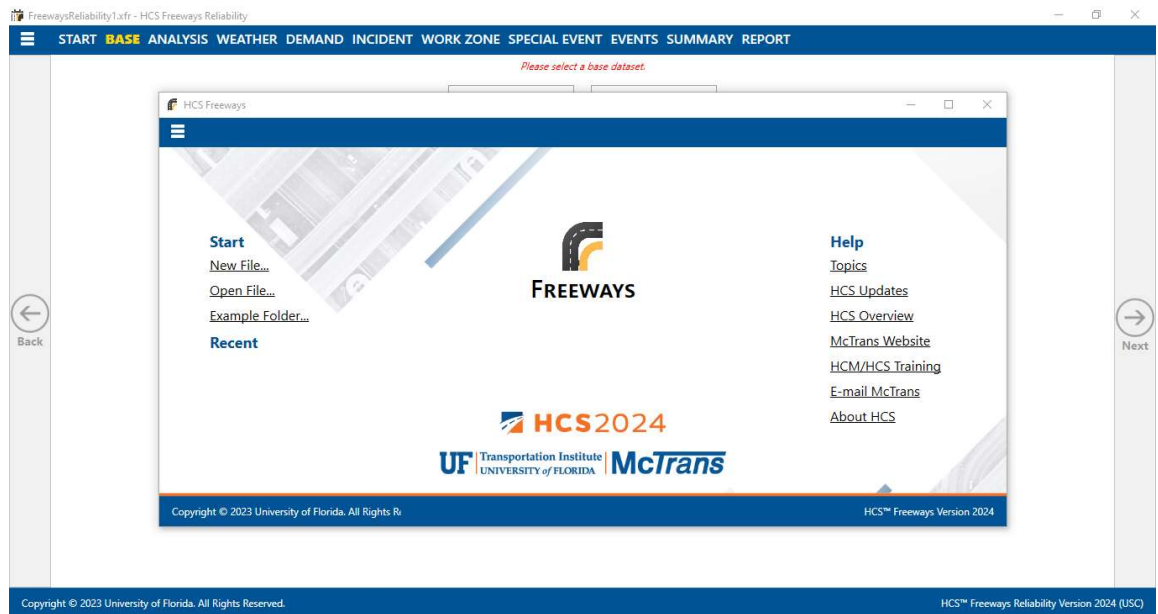 FreewaysReliability1.xfr - HCS Freeways Reliability
START BASE ANALYSIS WEATHER DEMAND INCIDENT WORK ZONE SPECIAL EVENT EVENTS SUMMARY REPORT
Please select a base dataset.
HCS Freeways
Start
New File...
Open File...
Example Folder...
Recent
FREEWAYS
Help
Topics
HCS Updates
HCS Overview
McTrans Website
HCM/HCS Training
E-mail McTrans
About HCS
Back
Next
HCS2024
UF Transportation Institute
UNIVERSITY of FLORIDA
McTrans
Copyright © 2023 University of Florida. All Rights Re
HCS™ Freeways Version 2024
Copyright © 2023 University of Florida. All Rights Reserved.
HCS™ Freeways Reliability Version 2024 (USC)